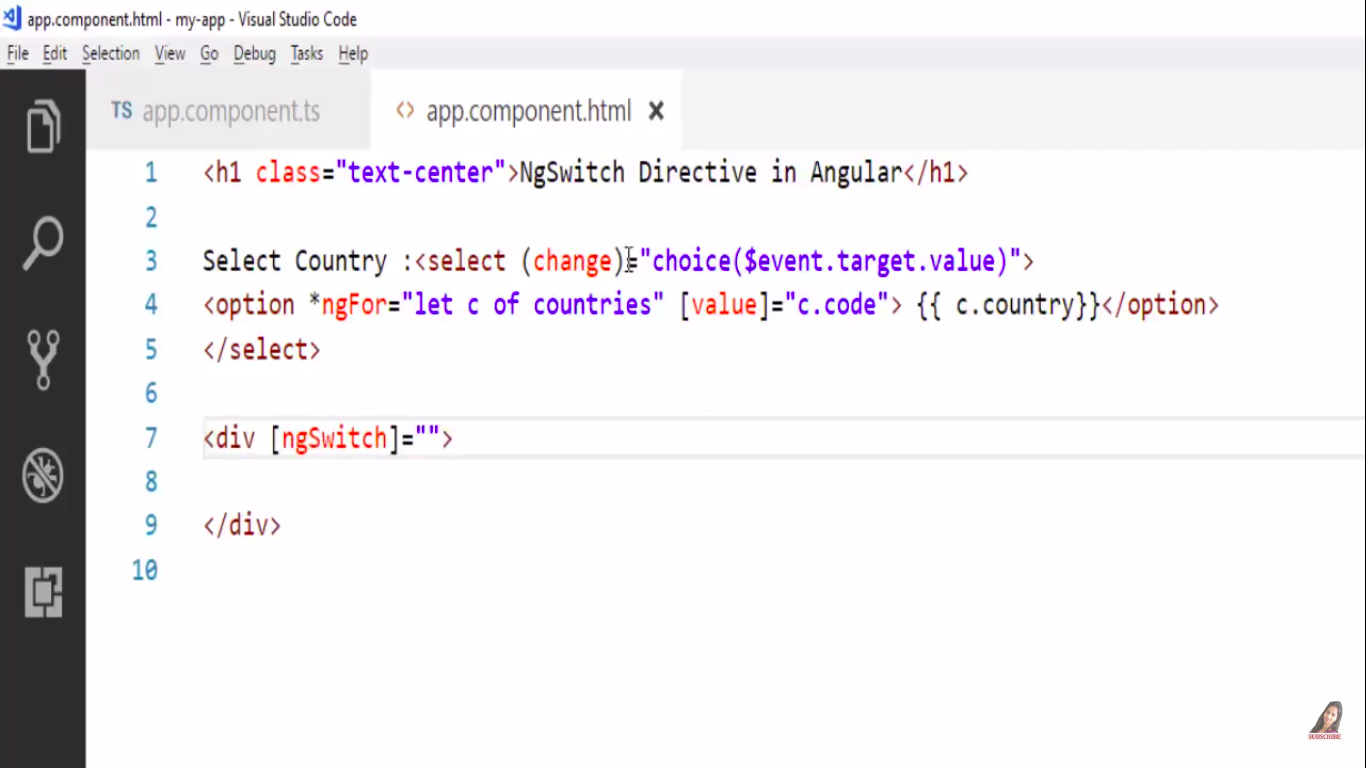 app.component.html - my-app - Visual Studio Code
File Edit Selection View Go Debug Tasks Help
TS app.component.ts <> app.component.html ×
1 <h1 class="text-center">NgSwitch Directive in Angular</h1>
2
3 Select Country :<select (change)="choice($event.target.value)">
4 <option *ngFor="let c of countries" [value]="c.code"> {{ c.country}}</option>
5 </select>
6
7 <div [ngSwitch]="">
8
9 </div>
10
SUBSCRIBE